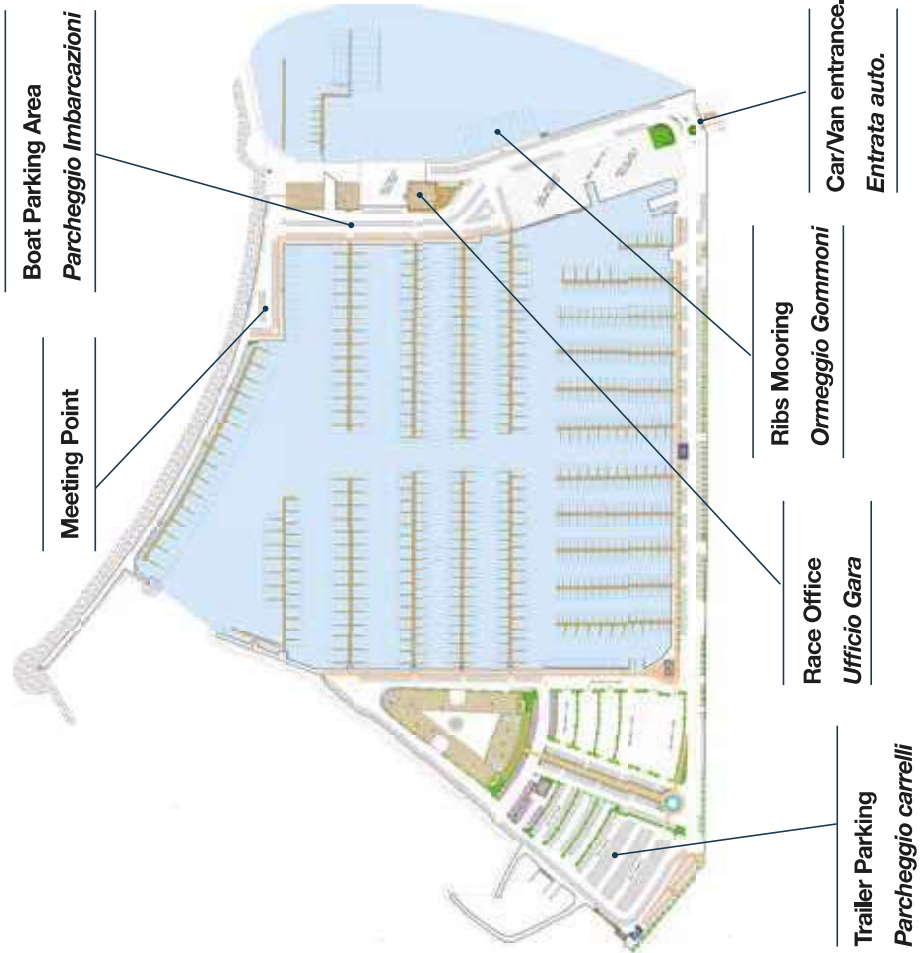 Boat Parking Area
Parcheggio Imbarcazioni
Meeting Point
Car/Van entrance.
Entrata auto.
Ribs Mooring
Ormeggio Gommoni
Race Office
Ufficio Gara
Trailer Parking
Parcheggio carrelli